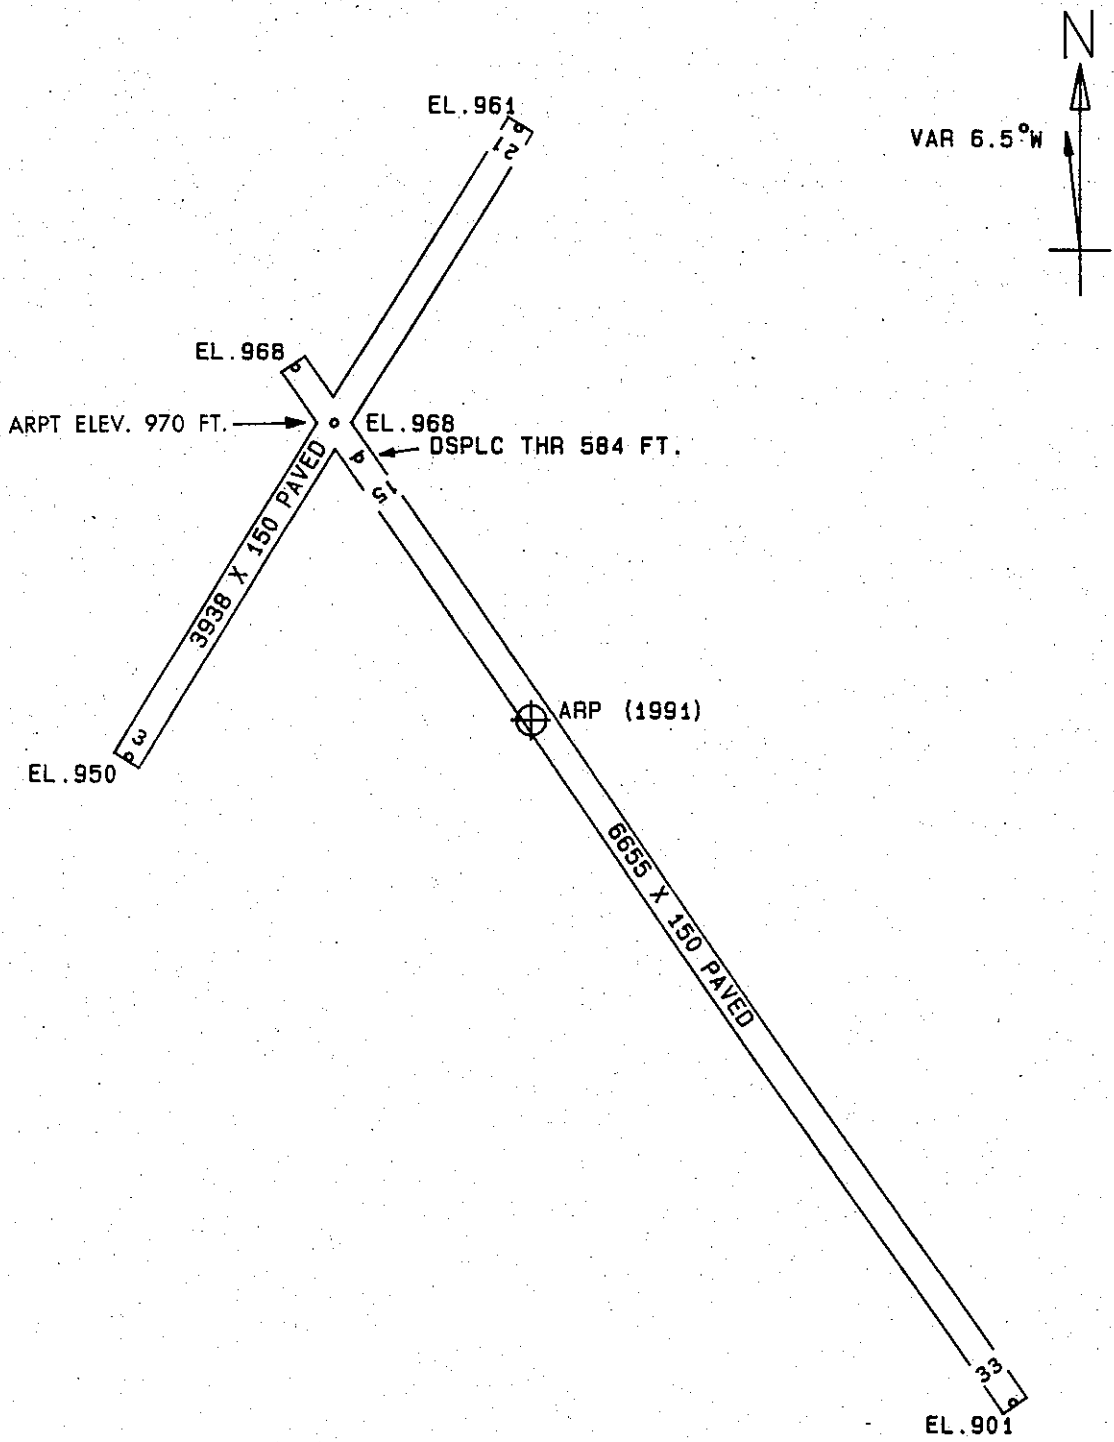 N
EL.961
VAR 6.5°W
21
EL.968
ARPT ELEV. 970 FT.
EL.968
DSPLC THR 584 FT.
15
3938 X 150 PAVED
ARP (1991)
3
EL.950
6655 X 150 PAVED
33
EL.901